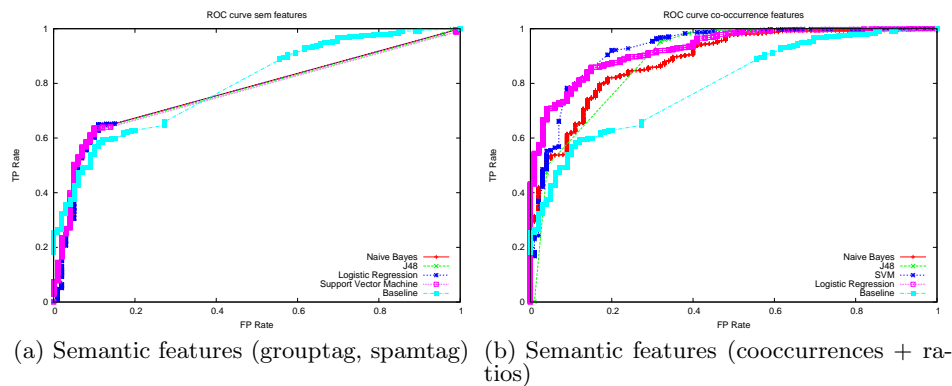 ROC curve sem features
1
0.8
0.6
0.4
0.2
0
TP Rate
0 0.2 0.4 0.6 0.8 1
FP Rate
Naive Bayes
J48
Logistic Regression
Support Vector Machine
Baseline
(a) Semantic features (grouptag, spamtag)
ROC curve co-occurrence features
1
0.8
0.6
0.4
0.2
0
TP Rate
0 0.2 0.4 0.6 0.8 1
FP Rate
Naive Bayes
J48
SVM
Logistic Regression
Baseline
(b) Semantic features (cooccurrences + ra-
tios)